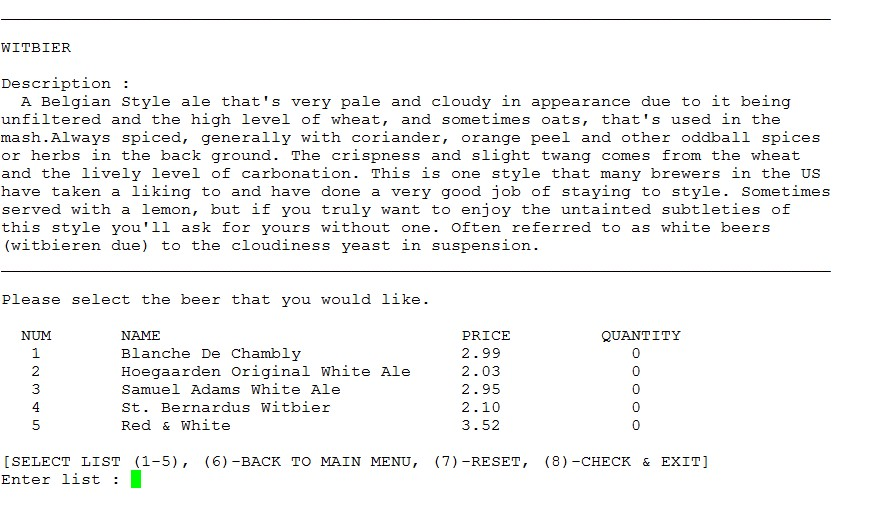 WITBIER
Description :
A Belgian Style ale that's very pale and cloudy in appearance due to it being
unfiltered and the high level of wheat, and sometimes oats, that's used in the
mash.Always spiced, generally with coriander, orange peel and other oddball spices
or herbs in the back ground. The crispness and slight twang comes from the wheat
and the lively level of carbonation. This is one style that many brewers in the US
have taken a liking to and have done a very good job of staying to style. Sometimes
served with a lemon, but if you truly want to enjoy the untainted subtleties of
this style you'll ask for yours without one. Often referred to as white beers
(witbieren due) to the cloudiness yeast in suspension.
Please select the beer that you would like.
NUM NAME PRICE QUANTITY
1 Blanche De Chambly 2.99 0
2 Hoegaarden Original White Ale 2.03 0
3 Samuel Adams White Ale 2.95 0
4 St. Bernardus Witbier 2.10 0
5 Red & White 3.52 0
[SELECT LIST (1-5), (6)-BACK TO MAIN MENU, (7)-RESET, (8)-CHECK & EXIT]
Enter list :